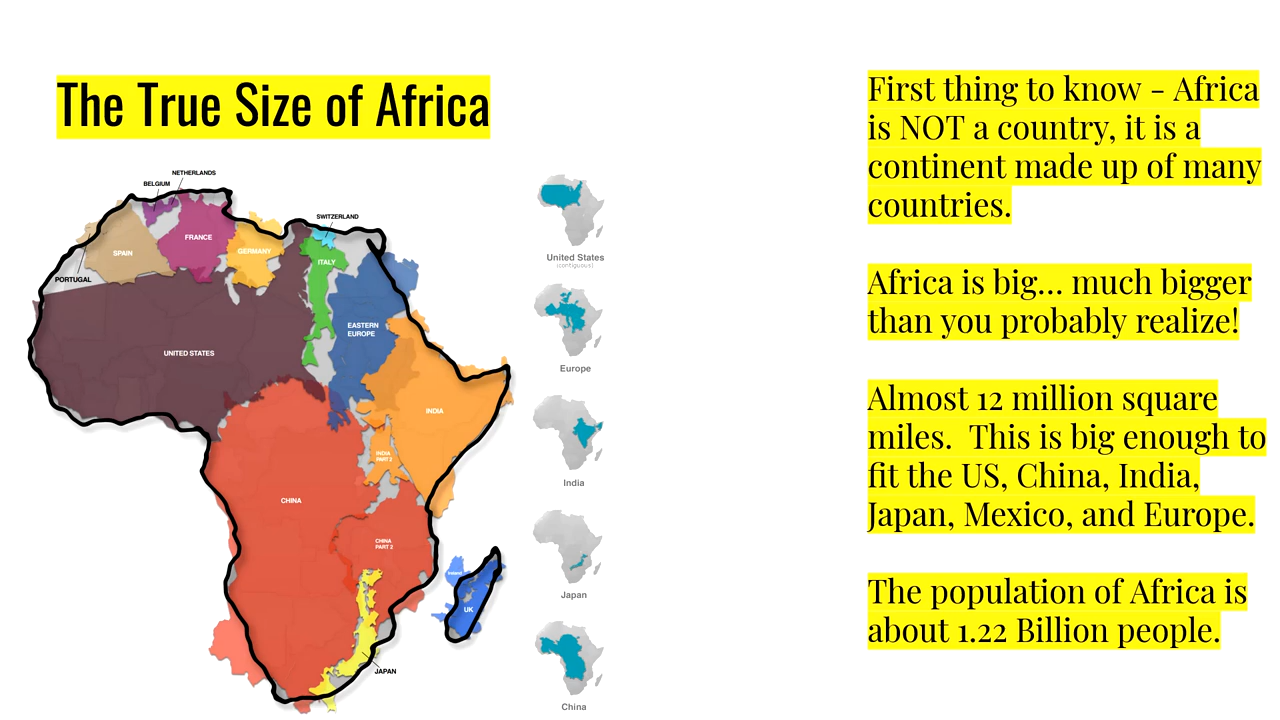 The True Size of Africa
NETHERLANDS
BELGIUM
SWITZERLAND
FRANCE
SPAIN
GERMANY
ITALY
PORTUGAL
EASTERN
EUROPE
UNITED STATES
INDIA
INDIA
PART 2
CHINA
CHINA
PART 2
Ireland
UK
JAPAN
United States
(contiguous)
Europe
India
Japan
China
First thing to know - Africa
is NOT a country, it is a
continent made up of many
countries.
Africa is big... much bigger
than you probably realize!
Almost 12 million square
miles.  This is big enough to
fit the US, China, India,
Japan, Mexico, and Europe.
The population of Africa is
about 1.22 Billion people.